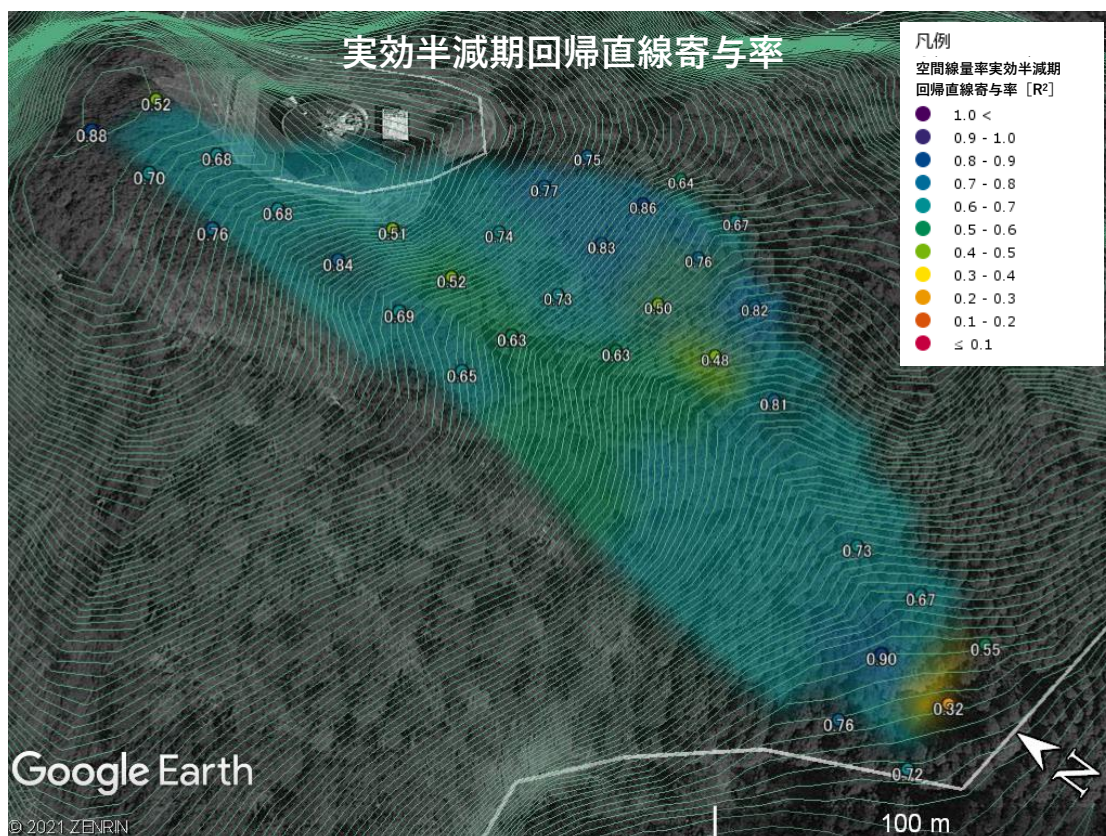 実効半減期回帰直線寄与率
凡例
空間線量率実効半減期
回帰直線寄与率［R²］
1.0 <
0.9 - 1.0
0.8 - 0.9
0.7 - 0.8
0.6 - 0.7
0.5 - 0.6
0.4 - 0.5
0.3 - 0.4
0.2 - 0.3
0.1 - 0.2
≤ 0.1
0.52
0.88
0.68
0.70
0.75
0.64
0.77
0.68
0.86
0.76
0.51
0.74
0.67
0.83
0.84
0.76
0.52
0.73
0.50
0.82
0.69
0.63
0.63
0.48
0.65
0.81
0.73
0.67
0.55
0.90
0.32
0.76
0.72
Google Earth
N
© 2021 ZENRIN
100 m